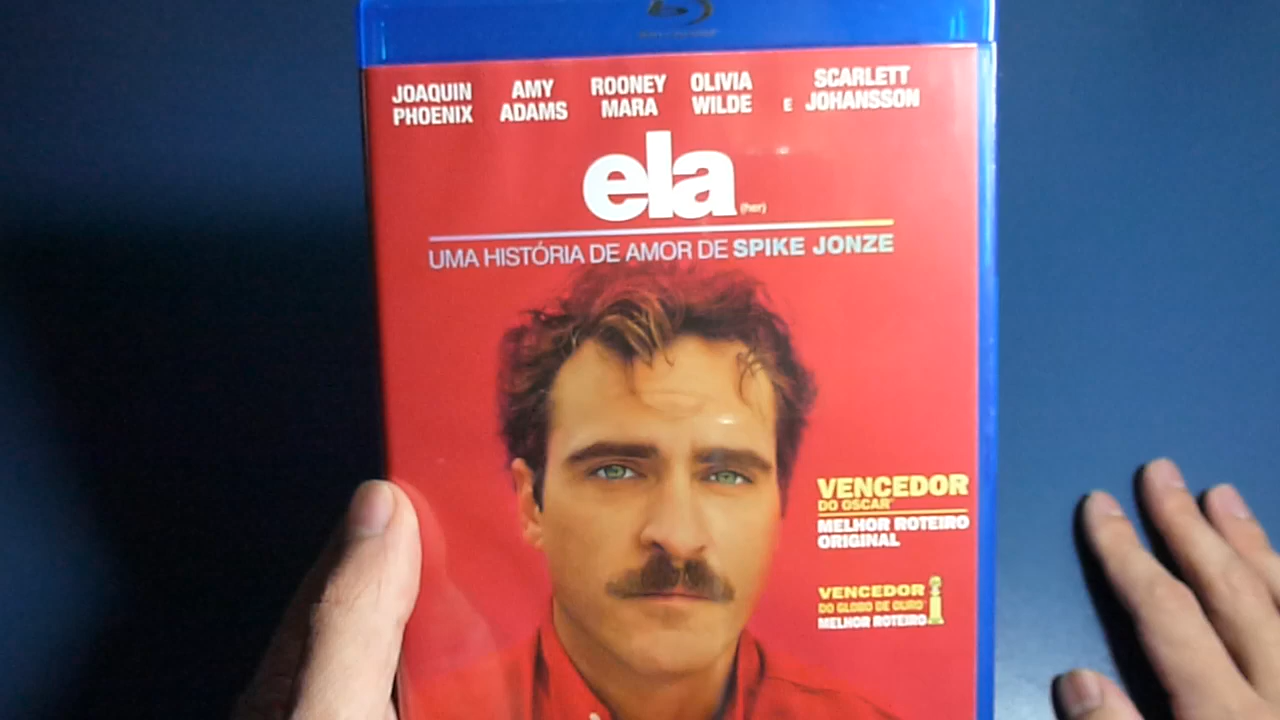 JOAQUIN PHOENIX
AMY ADAMS
ROONEY MARA
OLIVIA WILDE
E SCARLETT JOHANSSON
ela (her)
UMA HISTÓRIA DE AMOR DE SPIKE JONZE
VENCEDOR
DO OSCAR®
MELHOR ROTEIRO
ORIGINAL
VENCEDOR
DO GLOBO DE OURO
MELHOR ROTEIRO